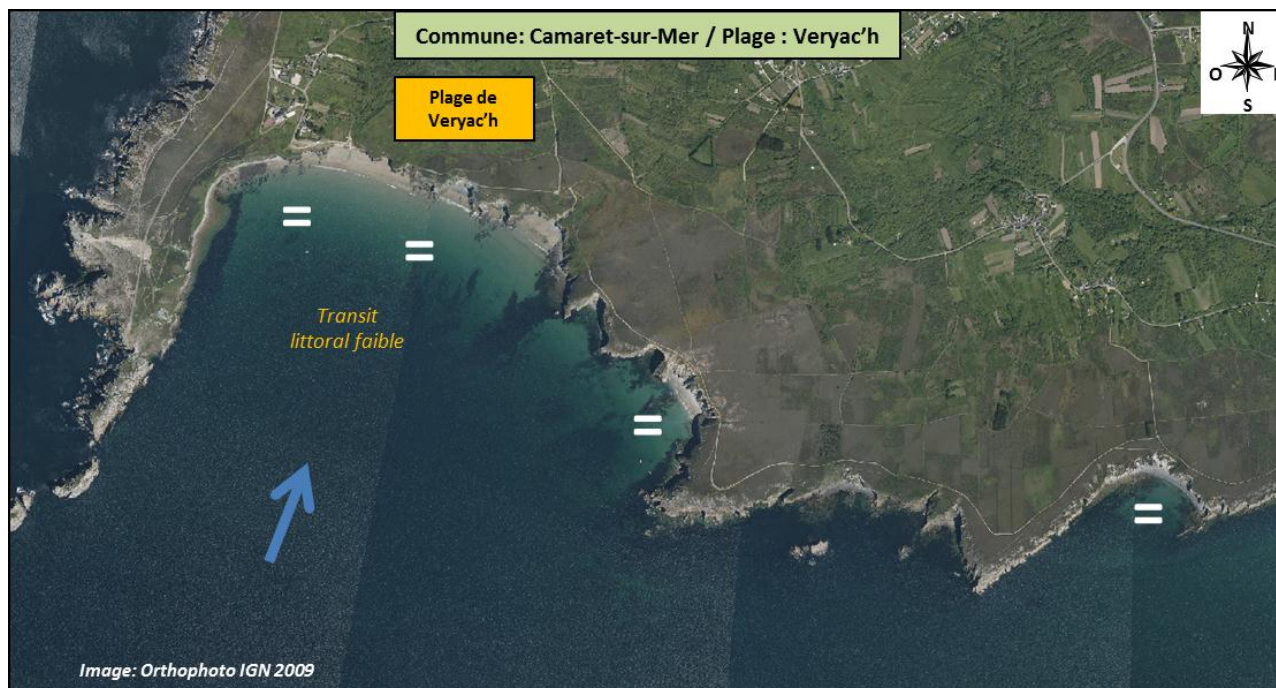 Commune: Camaret-sur-Mer / Plage : Veryac'h
Plage de
Veryac'h
N
O
S
Transit
littoral faible
Image: Orthophoto IGN 2009